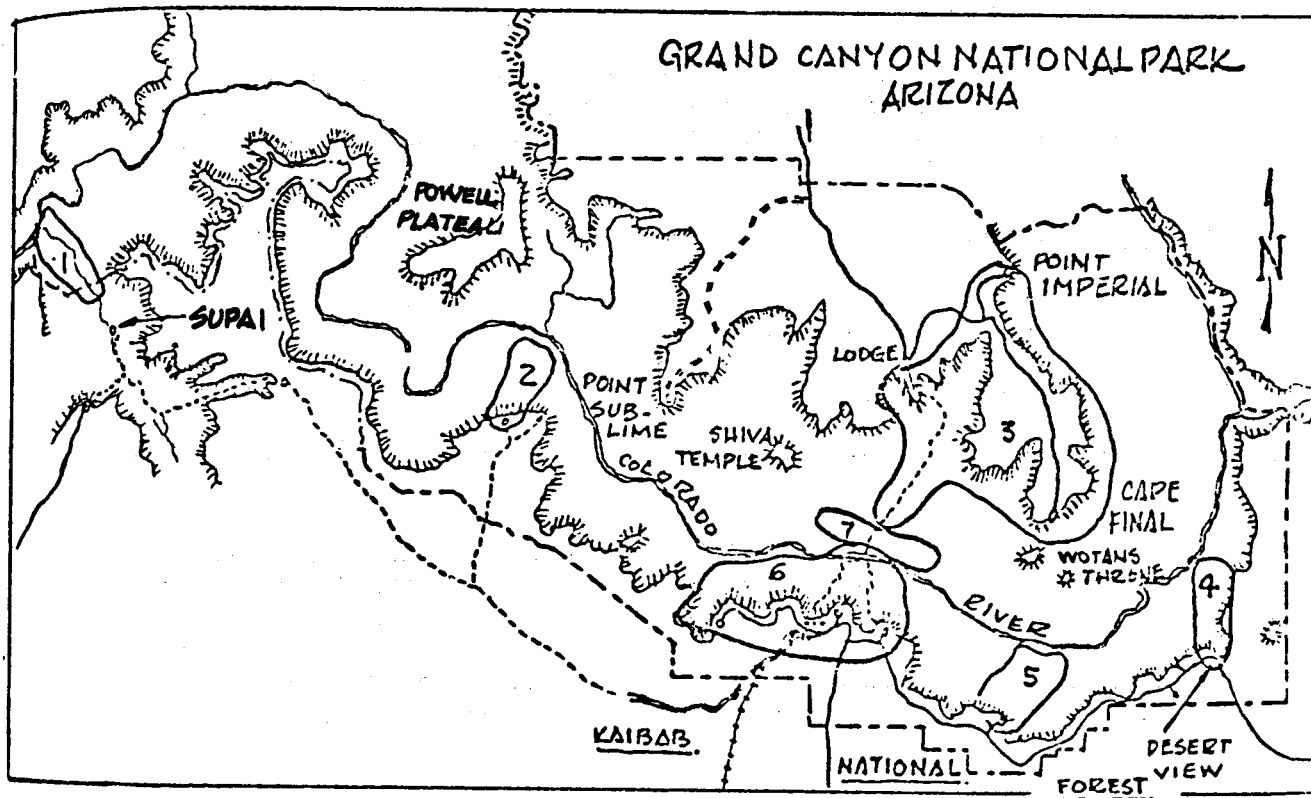 GRAND CANYON NATIONAL PARK
ARIZONA
POWELL
PLATEAU
N
POINT
IMPERIAL
1
SUPAI
LODGE
2
POINT
SUB-
LIME
SHIVA
TEMPLE
3
COLORADO
CAPE
FINAL
7
WOTANS
THRONE
6
4
RIVER
5
KAIBAB
NATIONAL
DESERT
VIEW
FOREST